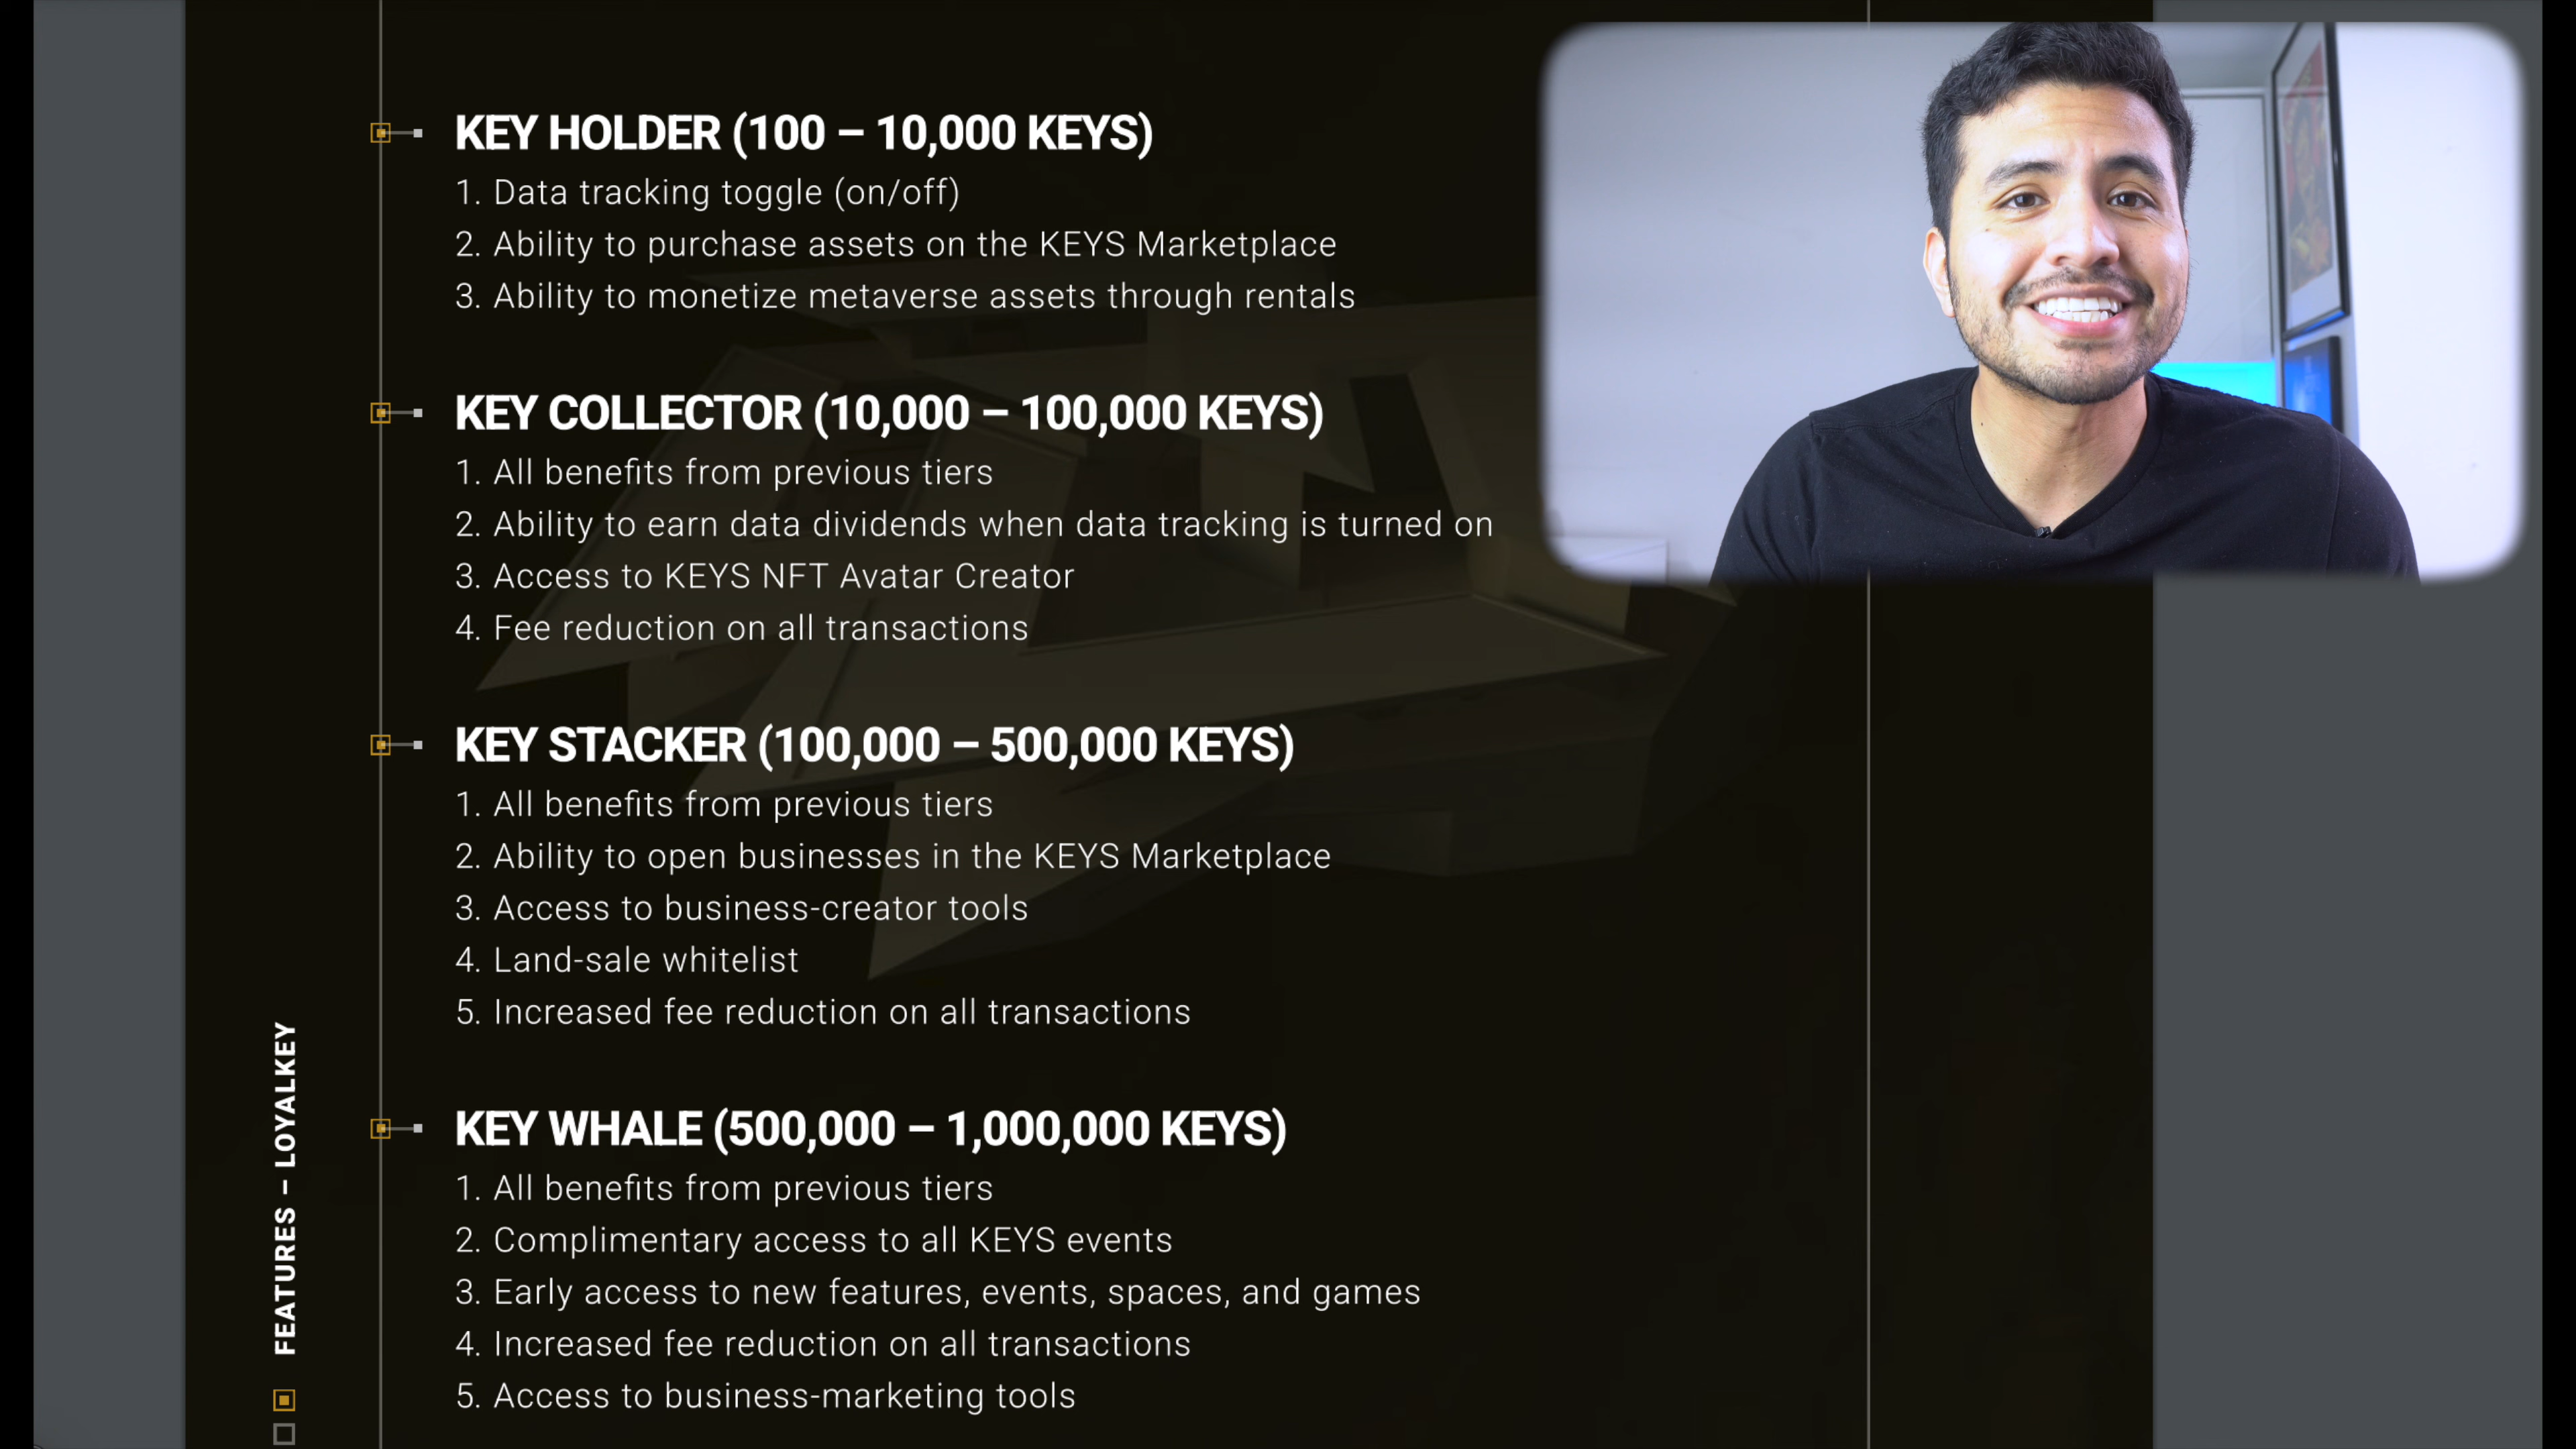 KEY HOLDER (100 – 10,000 KEYS)
1. Data tracking toggle (on/off)
2. Ability to purchase assets on the KEYS Marketplace
3. Ability to monetize metaverse assets through rentals
KEY COLLECTOR (10,000 – 100,000 KEYS)
1. All benefits from previous tiers
2. Ability to earn data dividends when data tracking is turned on
3. Access to KEYS NFT Avatar Creator
4. Fee reduction on all transactions
KEY STACKER (100,000 – 500,000 KEYS)
1. All benefits from previous tiers
2. Ability to open businesses in the KEYS Marketplace
3. Access to business-creator tools
4. Land-sale whitelist
5. Increased fee reduction on all transactions
KEY WHALE (500,000 – 1,000,000 KEYS)
1. All benefits from previous tiers
2. Complimentary access to all KEYS events
3. Early access to new features, events, spaces, and games
4. Increased fee reduction on all transactions
5. Access to business-marketing tools
FEATURES – LOYALKEY